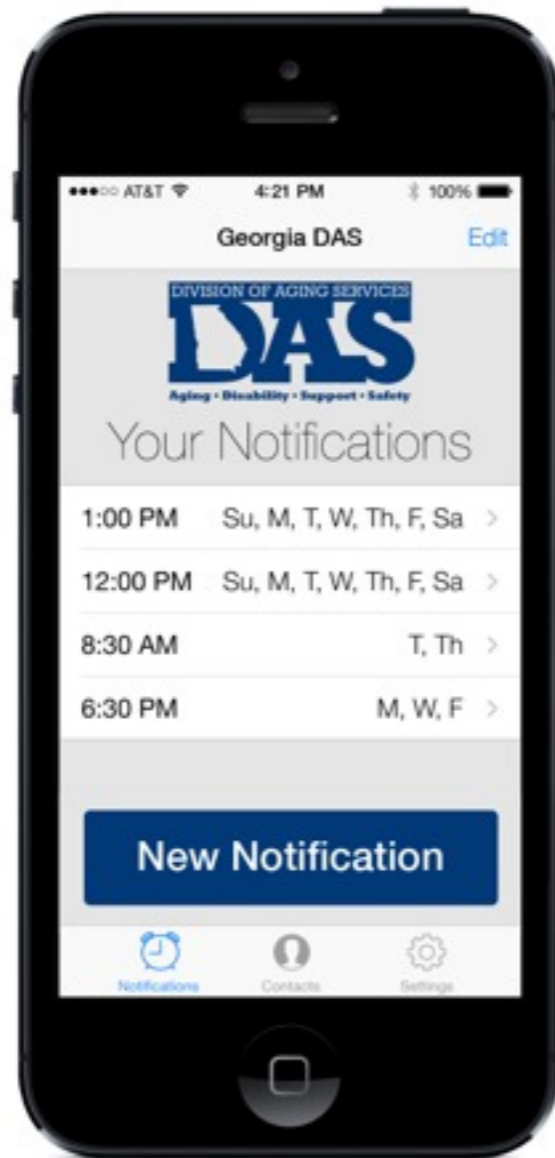 AT&T 4:21 PM 100%
Georgia DAS Edit
DIVISION OF AGING SERVICES
DAS
Aging • Disability • Support • Safety
Your Notifications
1:00 PM Su, M, T, W, Th, F, Sa >
12:00 PM Su, M, T, W, Th, F, Sa >
8:30 AM T, Th >
6:30 PM M, W, F >
New Notification
Notifications Contacts Settings